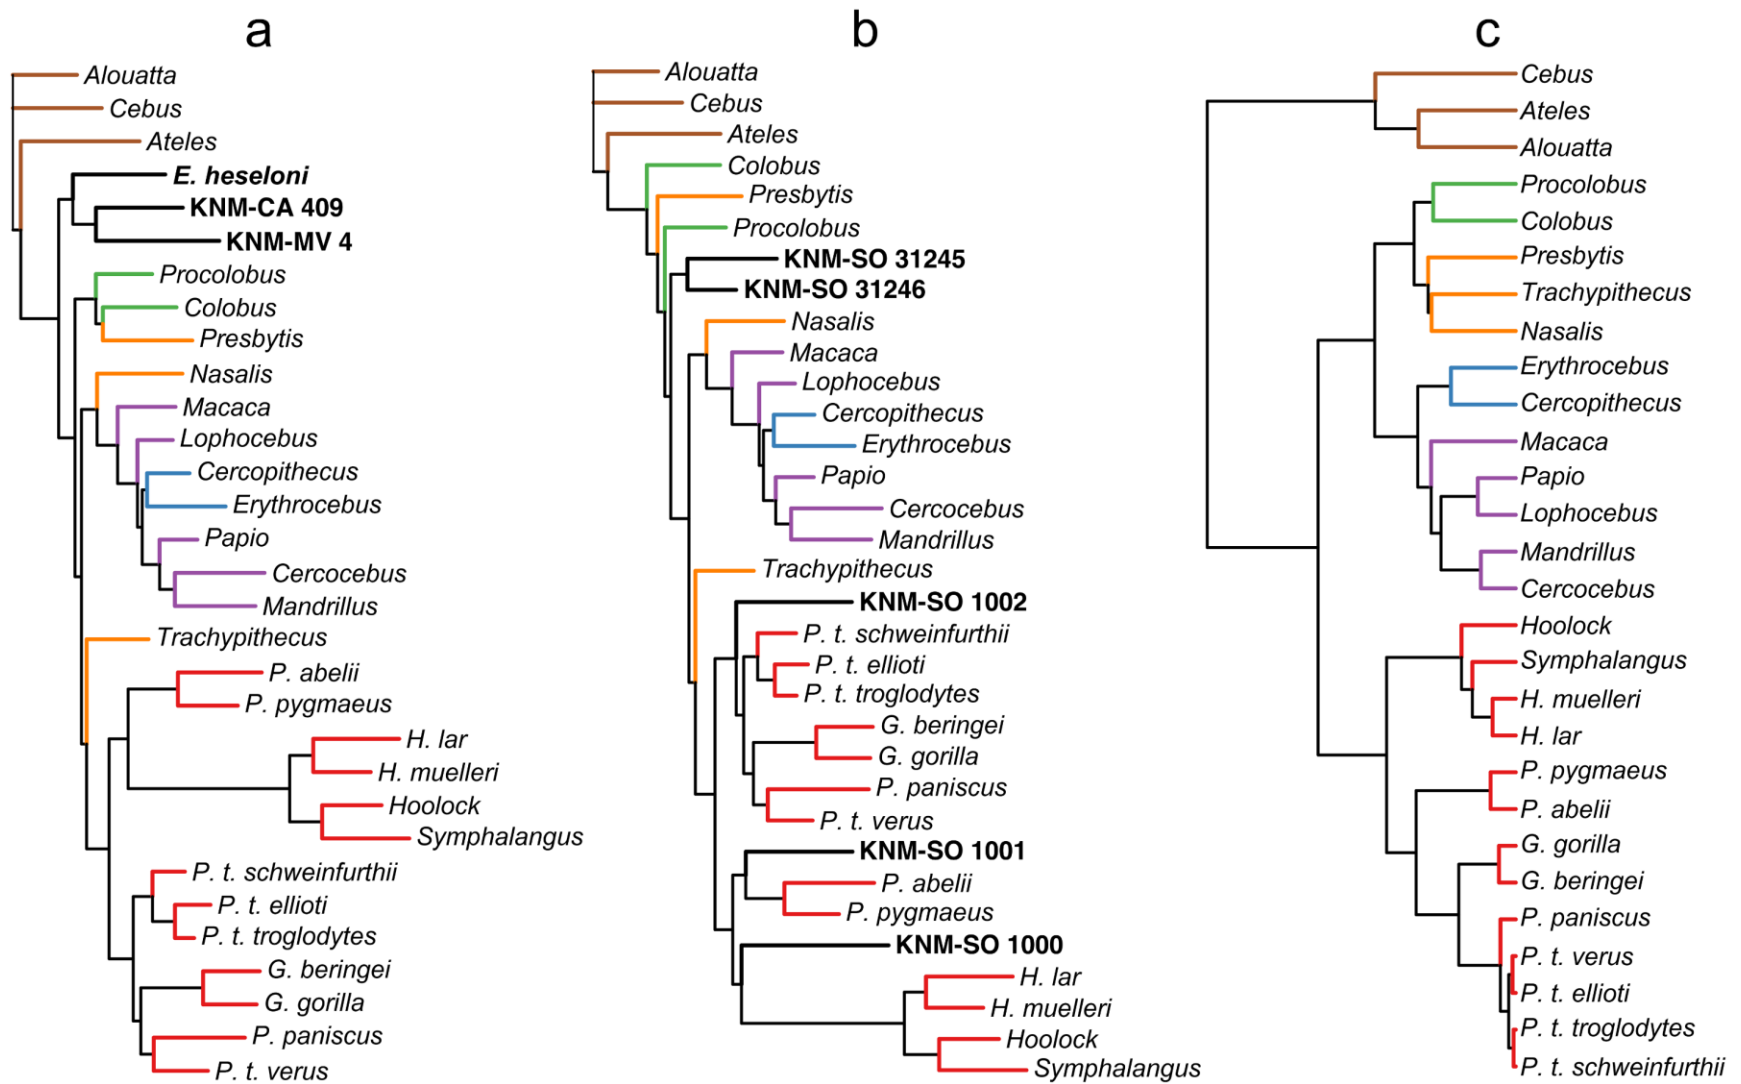 a
Alouatta
Cebus
Ateles
E. heseloni
KNM-CA 409
KNM-MV 4
Procolobus
Colobus
Presbytis
Nasalis
Macaca
Lophocebus
Cercopithecus
Erythrocebus
Papio
Cercocebus
Mandrillus
Trachypithecus
P. abelii
P. pygmaeus
H. lar
H. muelleri
Hoolock
Symphalangus
P. t. schweinfurthii
P. t. ellioti
P. t. troglodytes
G. beringei
G. gorilla
P. paniscus
P. t. verus
b
Alouatta
Cebus
Ateles
Colobus
Presbytis
Procolobus
KNM-SO 31245
KNM-SO 31246
Nasalis
Macaca
Lophocebus
Cercopithecus
Erythrocebus
Papio
Cercocebus
Mandrillus
Trachypithecus
KNM-SO 1002
P. t. schweinfurthii
P. t. ellioti
P. t. troglodytes
G. beringei
G. gorilla
P. paniscus
P. t. verus
KNM-SO 1001
P. abelii
P. pygmaeus
KNM-SO 1000
H. lar
H. muelleri
Hoolock
Symphalangus
c
Cebus
Ateles
Alouatta
Procolobus
Colobus
Presbytis
Trachypithecus
Nasalis
Erythrocebus
Cercopithecus
Macaca
Papio
Lophocebus
Mandrillus
Cercocebus
Hoolock
Symphalangus
H. muelleri
H. lar
P. pygmaeus
P. abelii
G. gorilla
G. beringei
P. paniscus
P. t. verus
P. t. ellioti
P. t. troglodytes
P. t. schweinfurthii